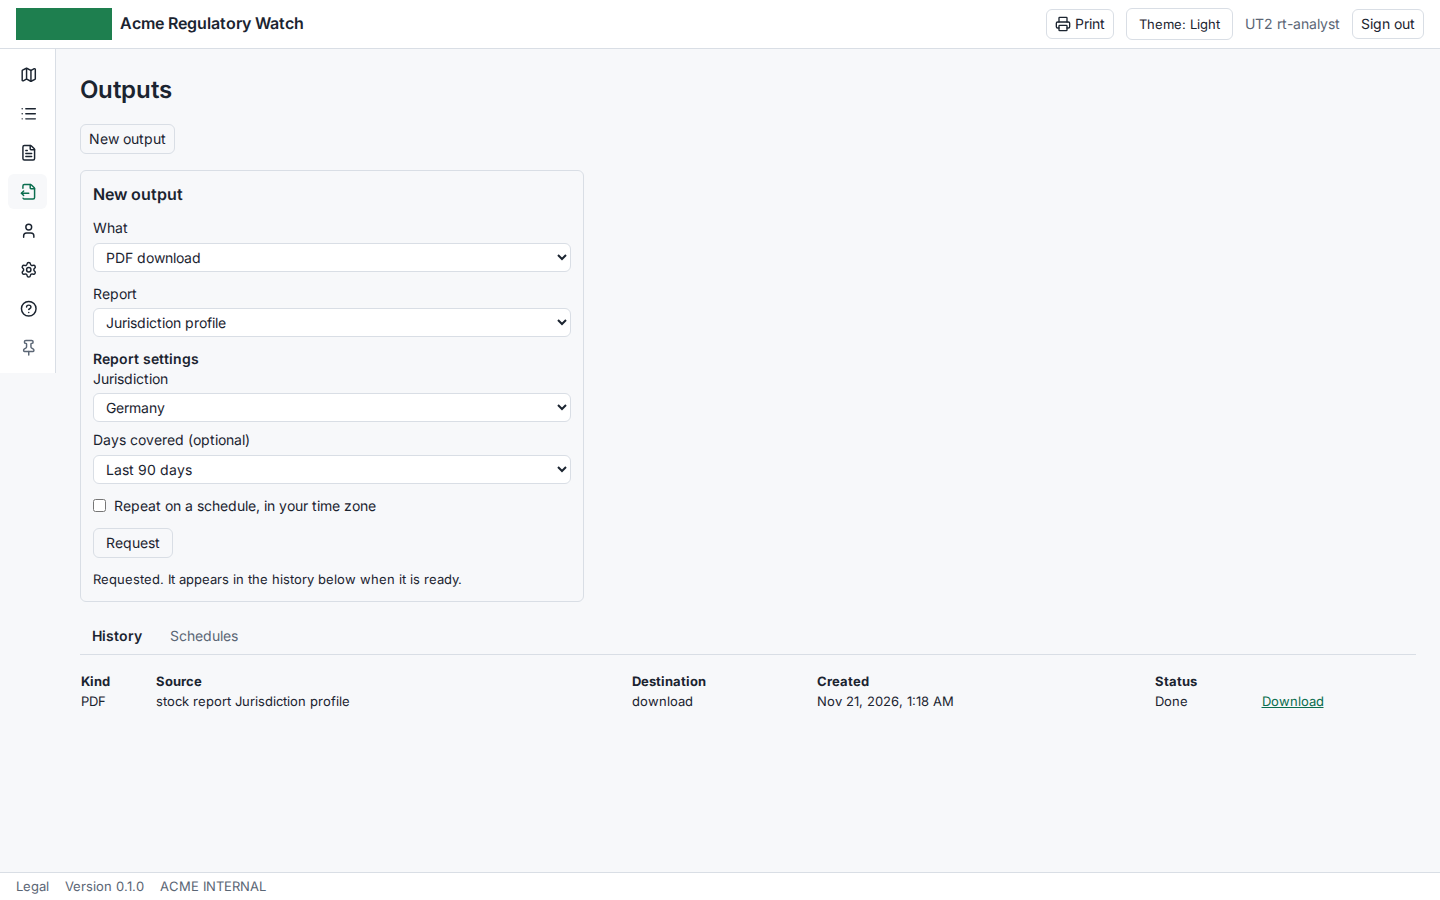 Acme Regulatory Watch
Print
Theme: Light
UT2 rt-analyst
Sign out
Outputs
New output
New output
What
PDF download
Report
Jurisdiction profile
Report settings
Jurisdiction
Germany
Days covered (optional)
Last 90 days
Repeat on a schedule, in your time zone
Request
Requested. It appears in the history below when it is ready.
History Schedules
Kind Source Destination Created Status
PDF stock report Jurisdiction profile download Nov 21, 2026, 1:18 AM Done Download
Legal Version 0.1.0 ACME INTERNAL